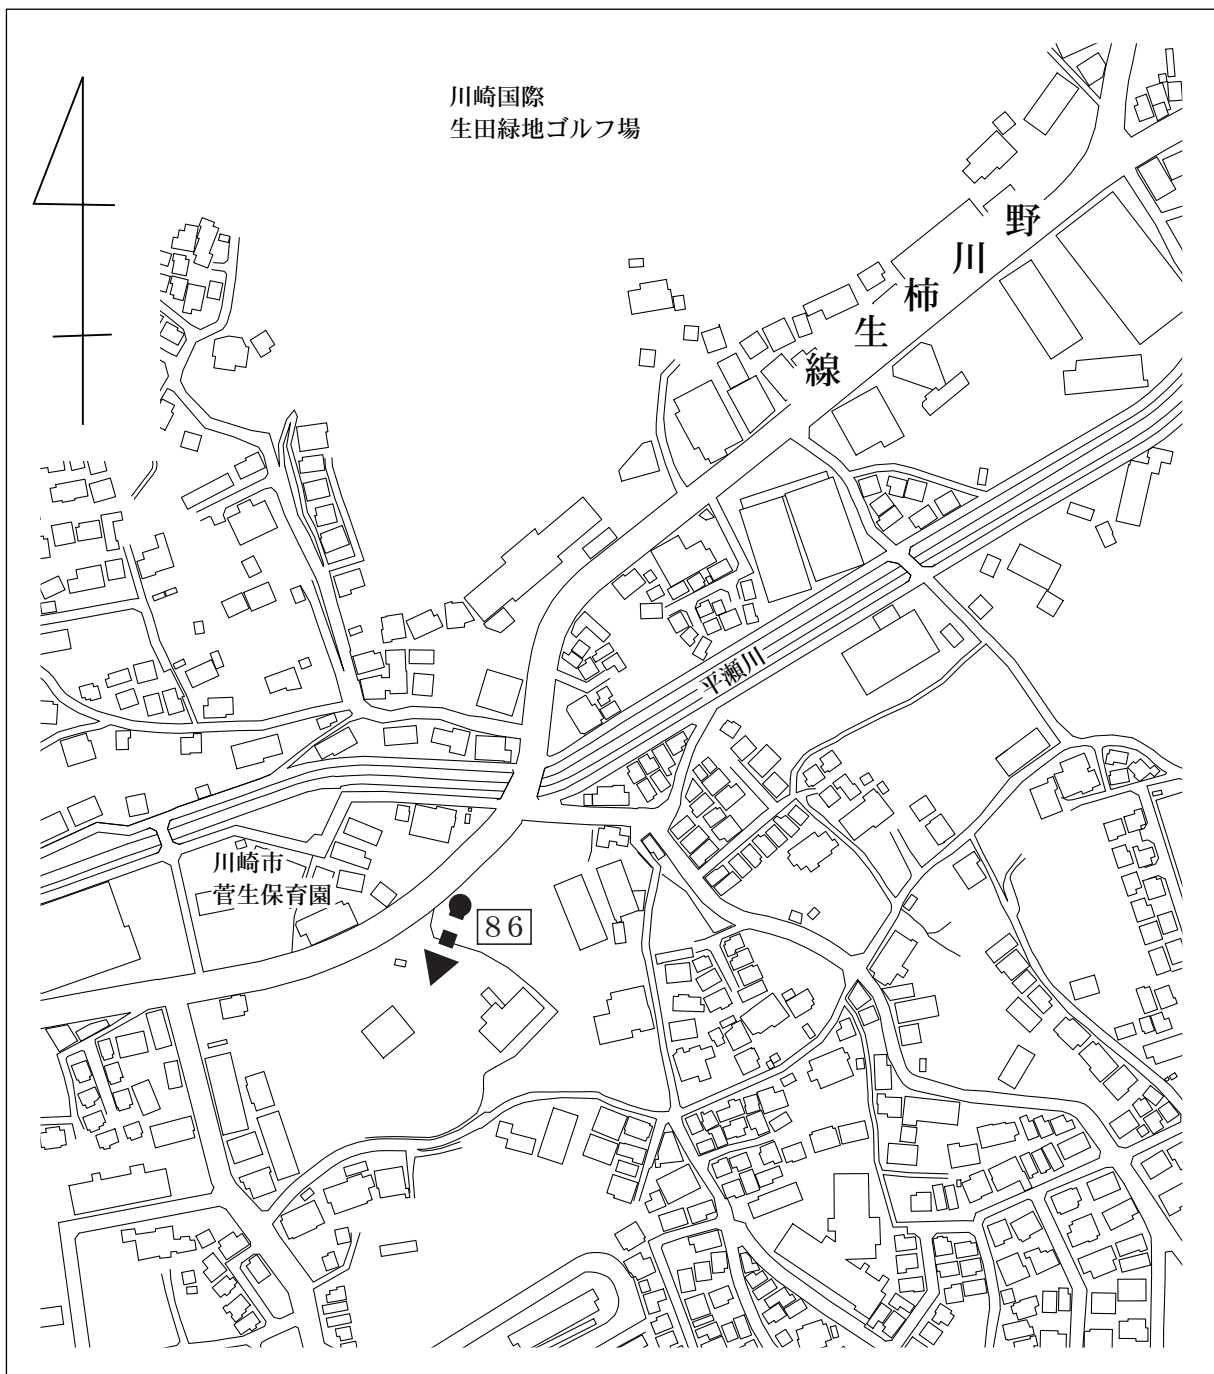 川崎国際
生田緑地ゴルフ場
野川柿生線
平瀬川
川崎市
菅生保育園
86